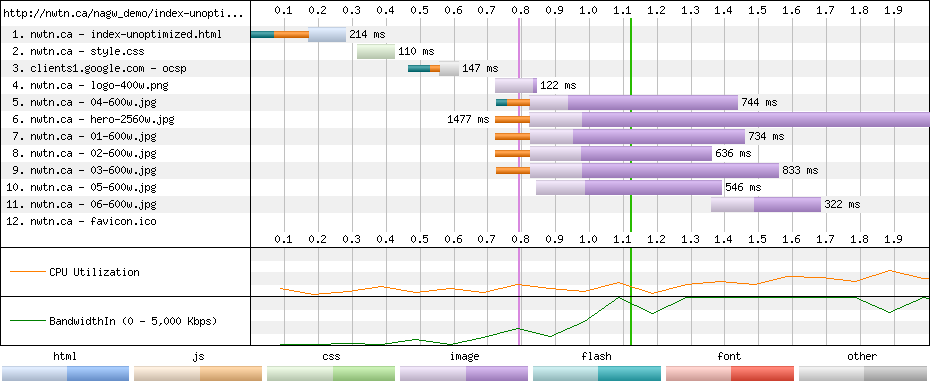 http://nwtn.ca/nagw_demo/index-unopti...
0.1 0.2 0.3 0.4 0.5 0.6 0.7 0.8 0.9 1.0 1.1 1.2 1.3 1.4 1.5 1.6 1.7 1.8 1.9
1. nwtn.ca - index-unoptimized.html 214 ms
2. nwtn.ca - style.css 110 ms
3. clients1.google.com - ocsp 147 ms
4. nwtn.ca - logo-400w.png 122 ms
5. nwtn.ca - 04-600w.jpg 744 ms
6. nwtn.ca - hero-2560w.jpg 1477 ms
7. nwtn.ca - 01-600w.jpg 734 ms
8. nwtn.ca - 02-600w.jpg 636 ms
9. nwtn.ca - 03-600w.jpg 833 ms
10. nwtn.ca - 05-600w.jpg 546 ms
11. nwtn.ca - 06-600w.jpg 322 ms
12. nwtn.ca - favicon.ico
0.1 0.2 0.3 0.4 0.5 0.6 0.7 0.8 0.9 1.0 1.1 1.2 1.3 1.4 1.5 1.6 1.7 1.8 1.9
CPU Utilization
BandwidthIn (0 - 5,000 Kbps)
html js css image flash font other